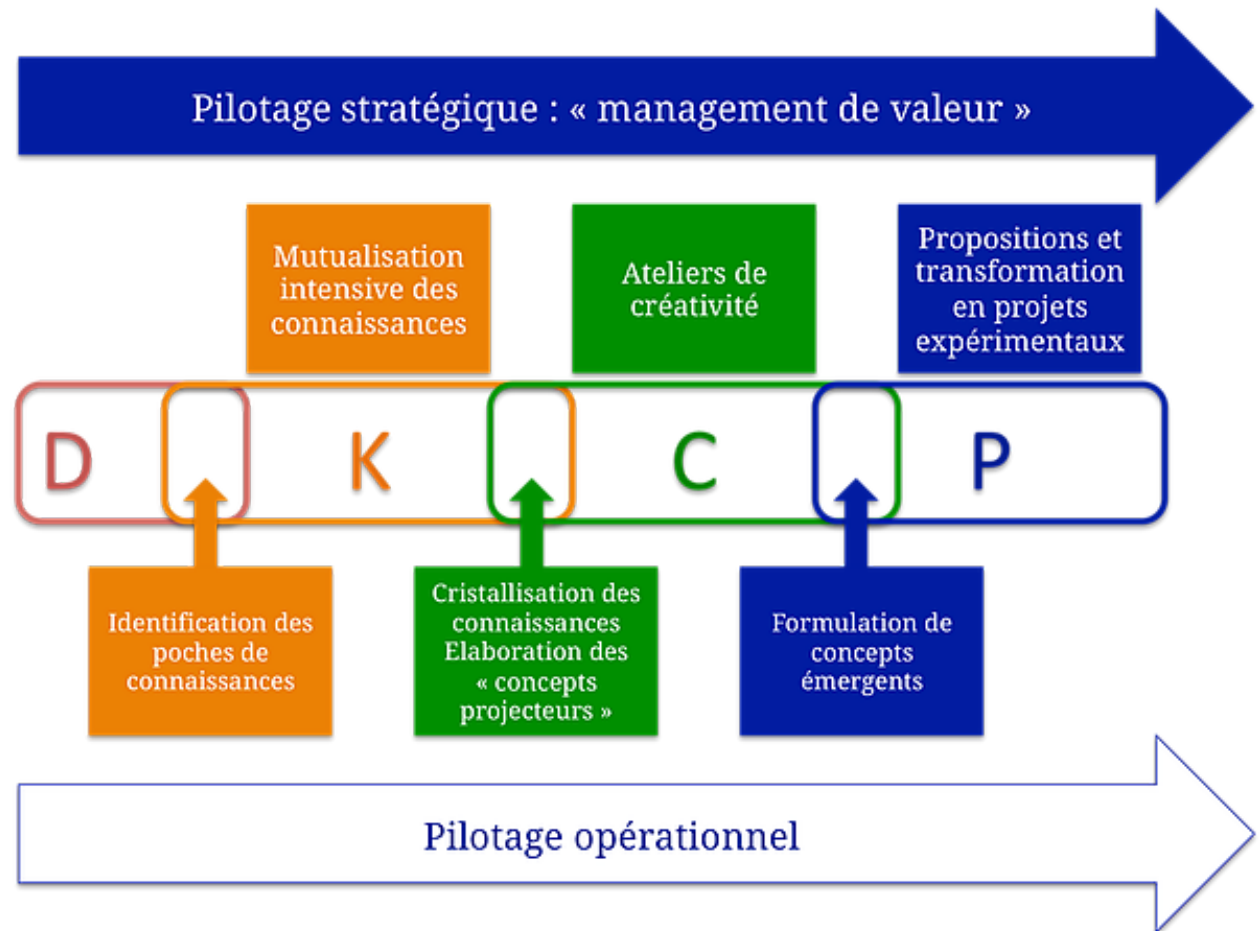 Pilotage stratégique : « management de valeur »
Mutualisation
intensive des
connaissances
Ateliers de
créativité
Propositions et
transformation
en projets
expérimentaux
D
K
C
P
Identification des
poches de
connaissances
Cristallisation des
connaissances
Elaboration des
« concepts
projecteurs »
Formulation de
concepts
émergents
Pilotage opérationnel